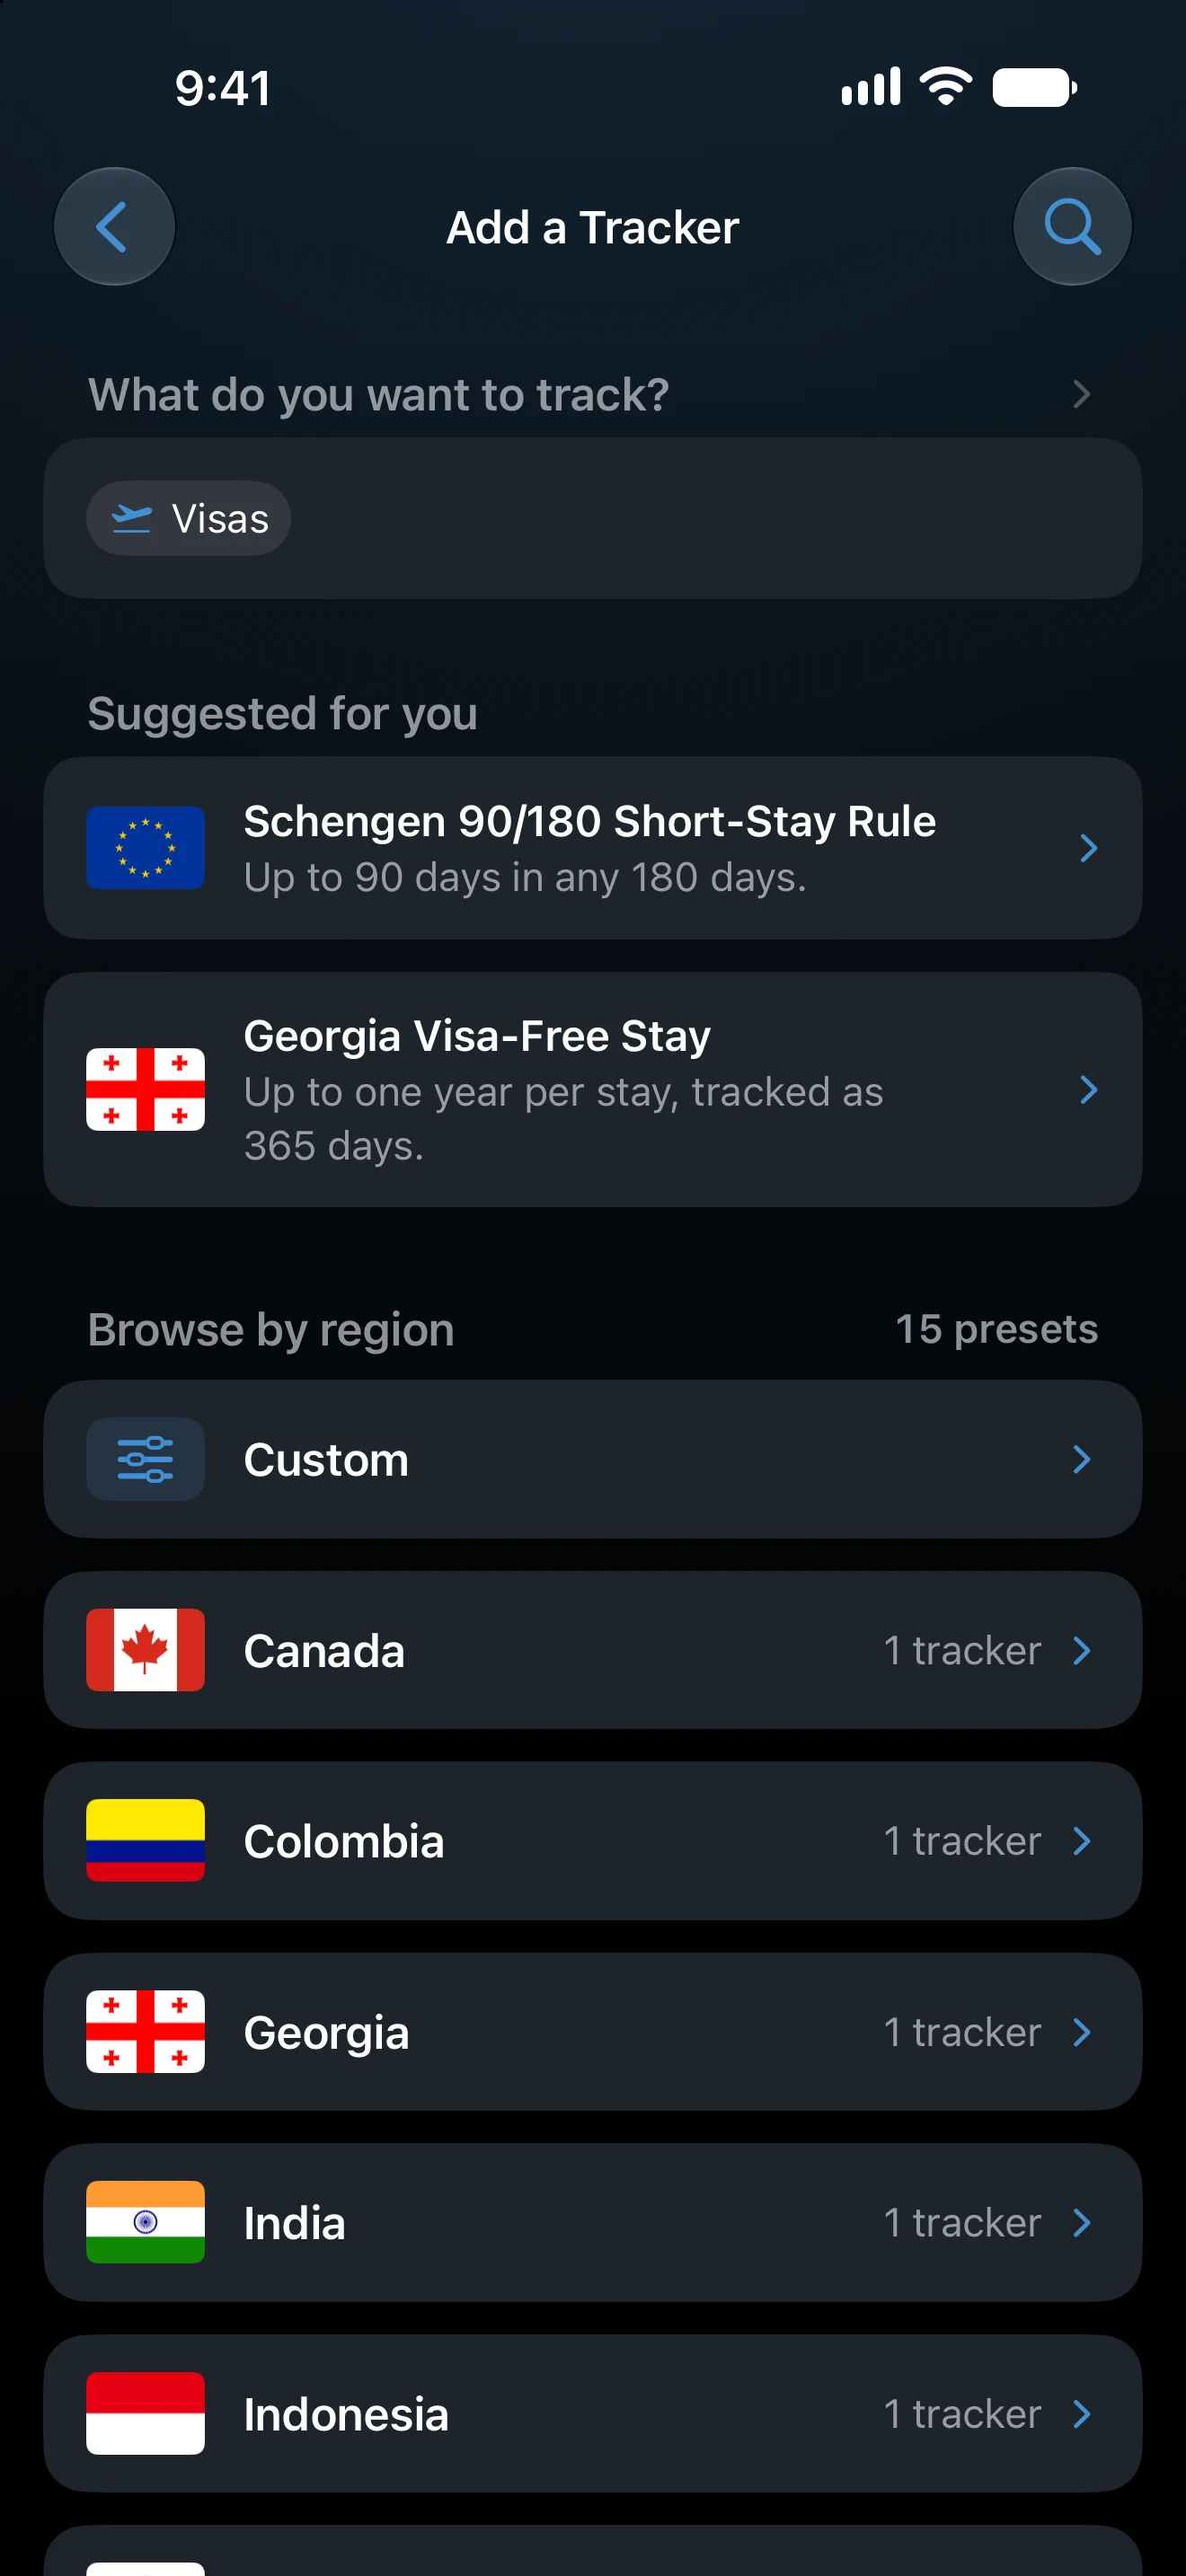 9:41
Add a Tracker
What do you want to track?
Visas
Suggested for you
Schengen 90/180 Short-Stay Rule
Up to 90 days in any 180 days.
Georgia Visa-Free Stay
Up to one year per stay, tracked as
365 days.
Browse by region
15 presets
Custom
Canada
1 tracker
Colombia
1 tracker
Georgia
1 tracker
India
1 tracker
Indonesia
1 tracker